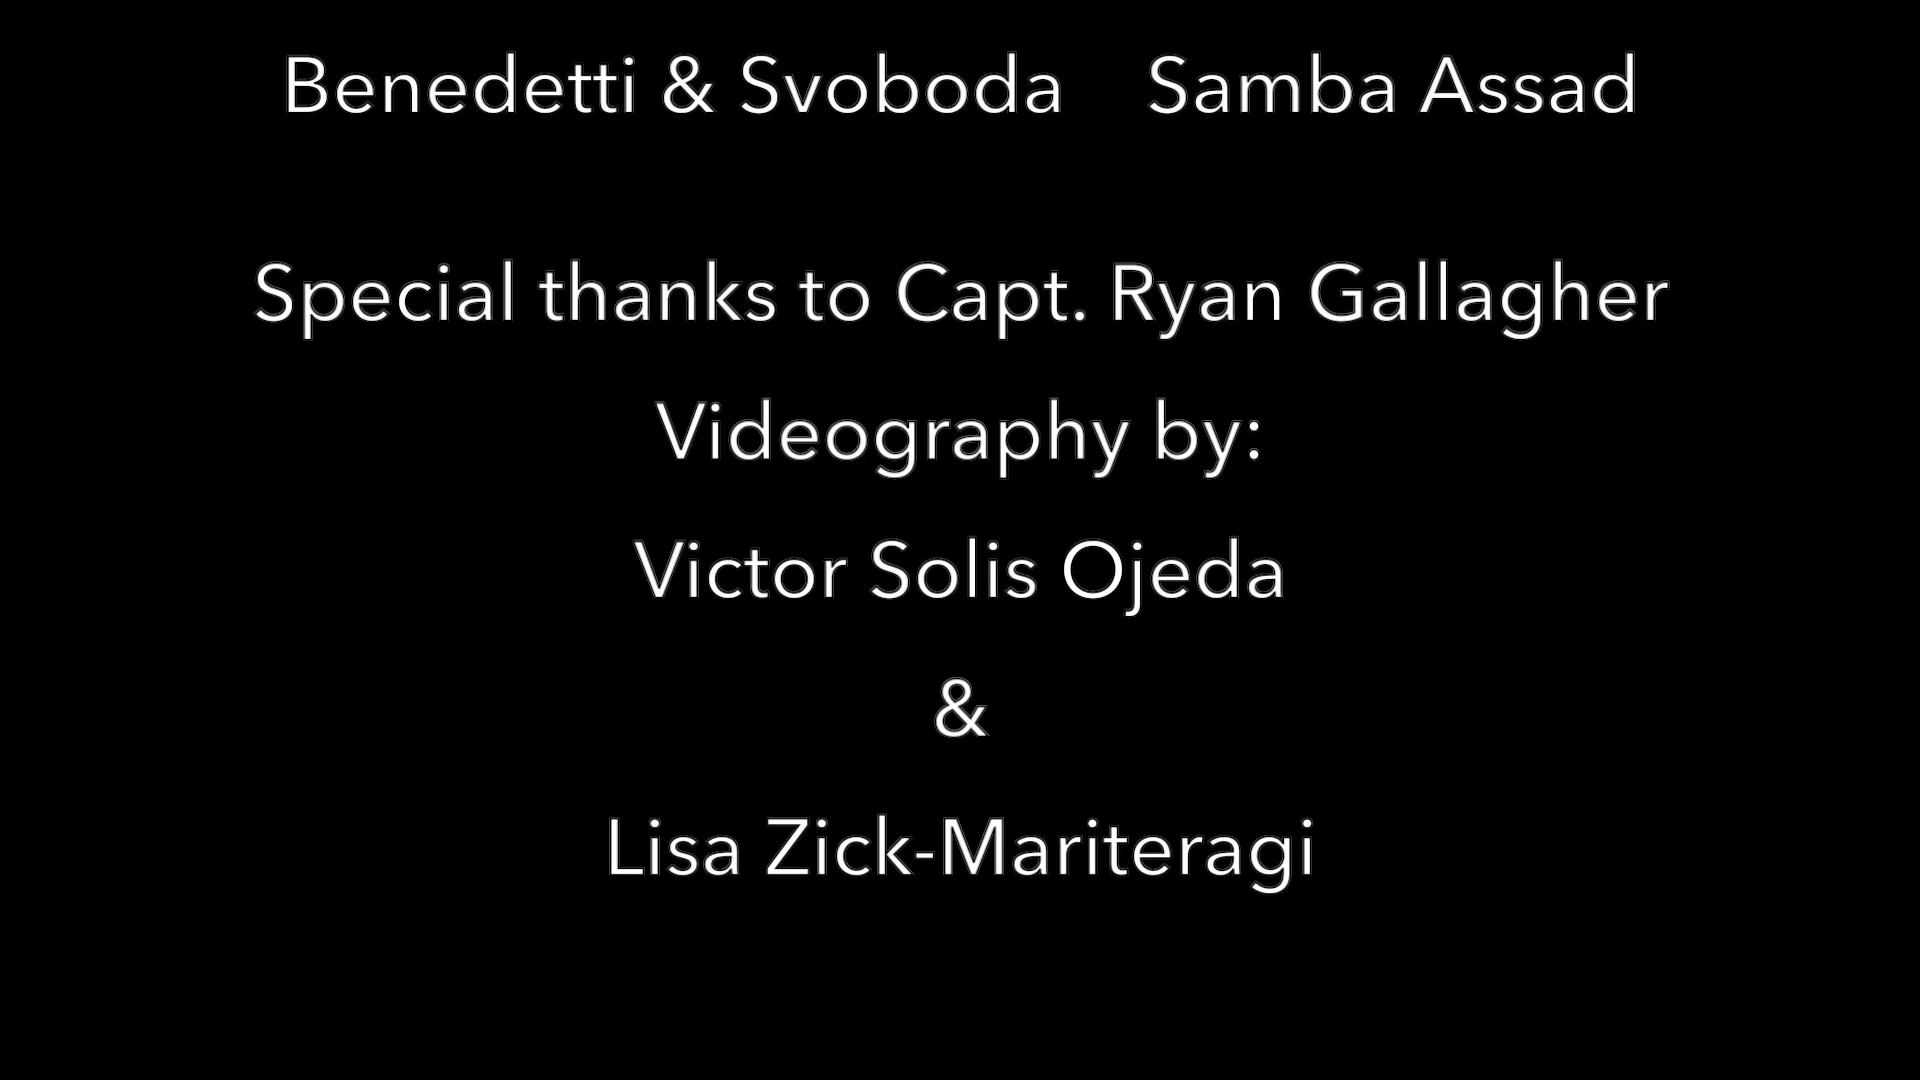 Benedetti & Svoboda    Samba Assad
Special thanks to Capt. Ryan Gallagher
Videography by:
Victor Solis Ojeda
&
Lisa Zick-Mariteragi